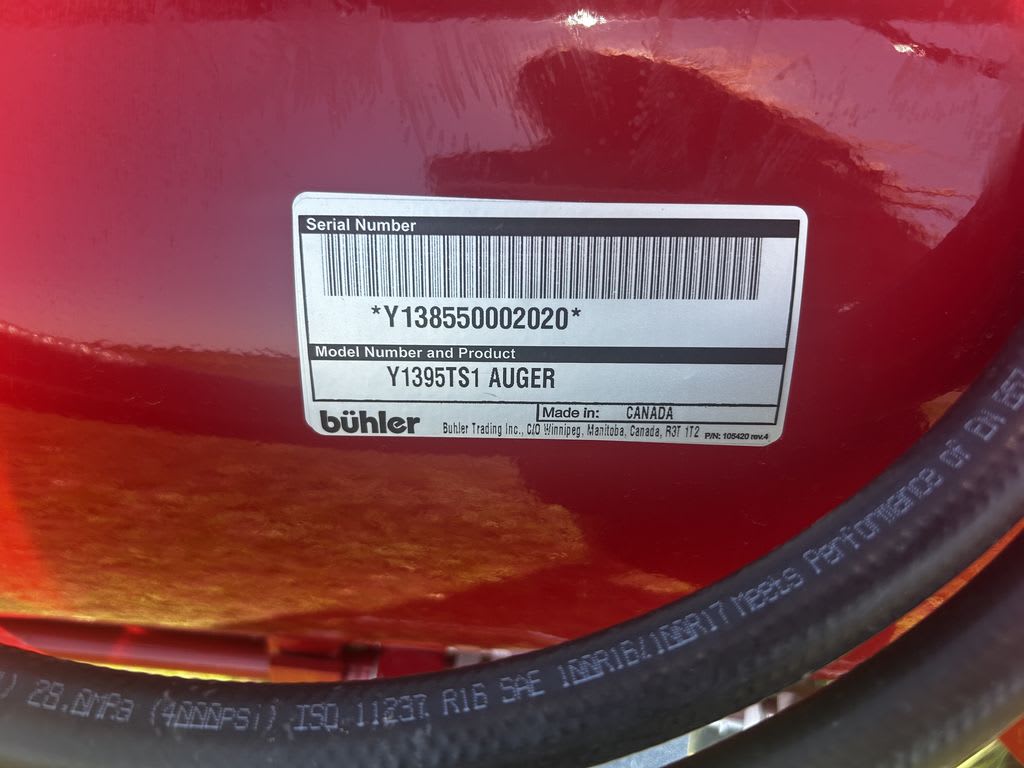 Serial Number
*Y138550002020*
Model Number and Product
Y1395TS1 AUGER
Made in: CANADA
bühler
Buhler Trading Inc., C/O Winnipeg, Manitoba, Canada, R3T 1T2 P/N: 105420 rev.4
28.0MPa (4000PSi) ISO 11237 R16 SAE 100R16/100R17 Meets Performance of EN 857